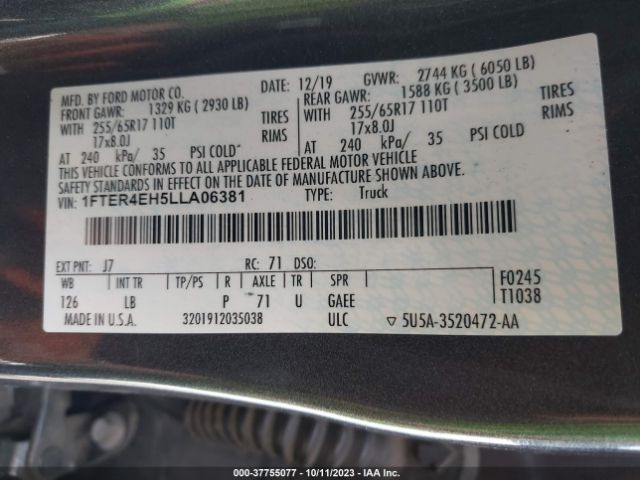 MFD. BY FORD MOTOR CO. DATE: 12/19 GVWR: 2744 KG ( 6050 LB)
FRONT GAWR: 1329 KG ( 2930 LB) REAR GAWR: 1588 KG ( 3500 LB)
WITH 255/65R17 110T TIRES WITH 255/65R17 110T TIRES
17x8.0J RIMS 17x8.0J RIMS
AT 240 kPa/ 35 PSI COLD AT 240 kPa/ 35 PSI COLD
THIS VEHICLE CONFORMS TO ALL APPLICABLE FEDERAL MOTOR VEHICLE
SAFETY STANDARDS IN EFFECT ON THE DATE OF MANUFACTURE SHOWN ABOVE.
VIN: 1FTER4EH5LLA06381 TYPE: Truck
EXT PNT: J7 RC: 71 DSO:
WB INT TR TP/PS R AXLE TR SPR F0245
126 LB P 71 U GAEE T1038
MADE IN U.S.A. 3201912035038 ULC ▽ 5U5A-3520472-AA
000-37755077 - 10/11/2023 - IAA Inc.